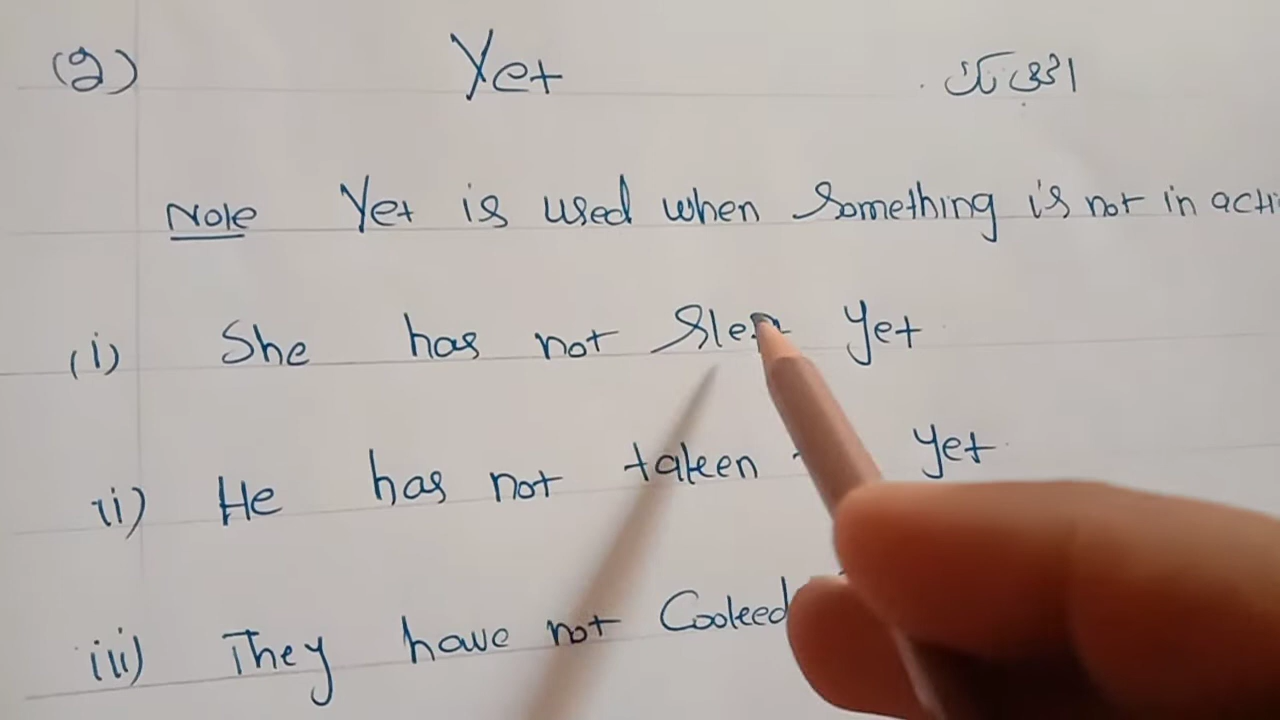 (2) Yet ابھی تک
Note Yet is used when Something is not in
(i) She has not yet
ii) He has not taken yet
iii) They have not Cooked